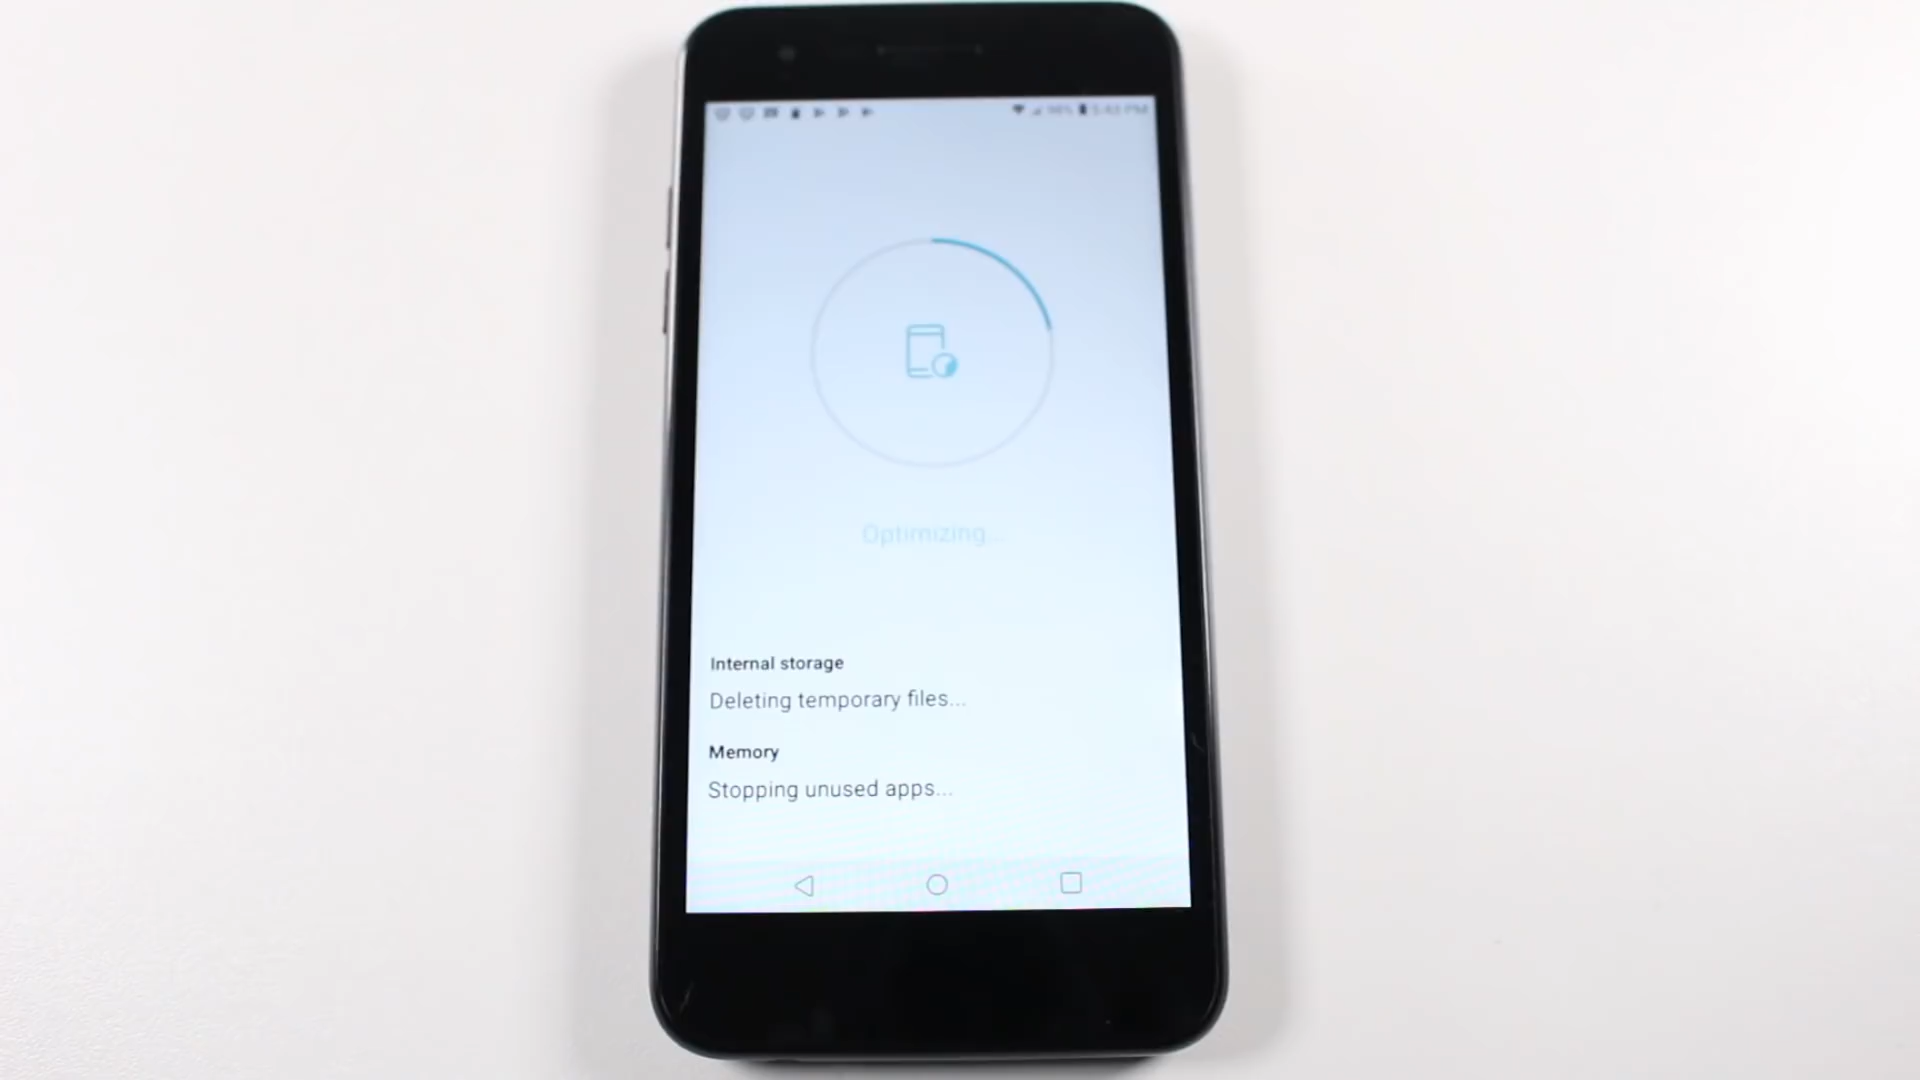 Optimizing...
Internal storage
Deleting temporary files...
Memory
Stopping unused apps...